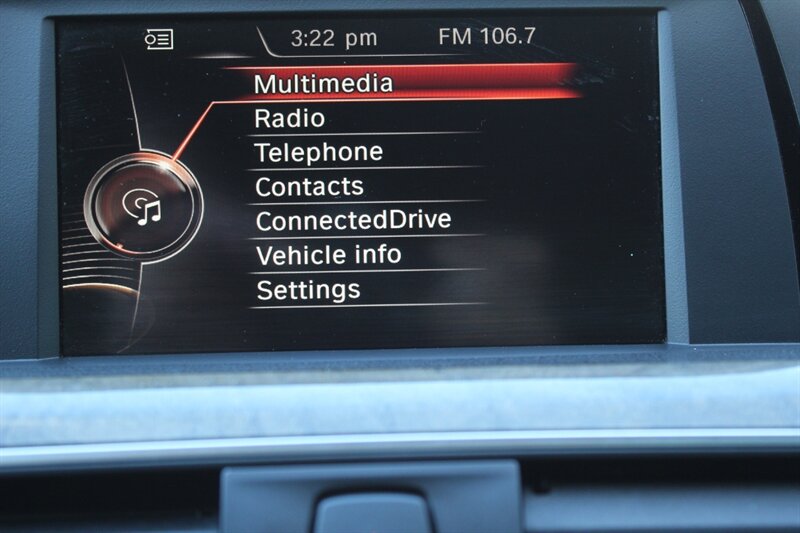 3:22 pm FM 106.7
Multimedia
Radio
Telephone
Contacts
ConnectedDrive
Vehicle info
Settings